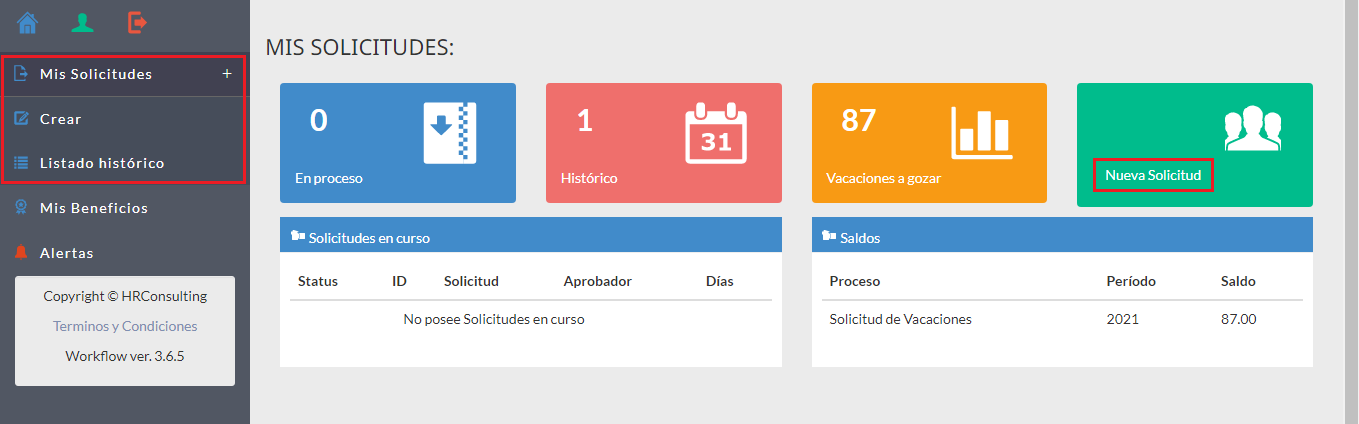 Mis Solicitudes +
Crear
Listado histórico
Mis Beneficios
Alertas
Copyright © HRConsulting
Terminos y Condiciones
Workflow ver. 3.6.5
MIS SOLICITUDES:
0
En proceso
1
31
Histórico
87
Vacaciones a gozar
Nueva Solicitud
Solicitudes en curso
Status ID Solicitud Aprobador Días
No posee Solicitudes en curso
Saldos
Proceso Período Saldo
Solicitud de Vacaciones 2021 87.00